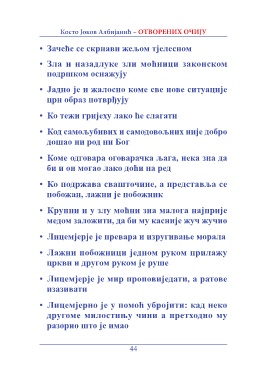 Косто Јоков Албијанић – ОТВОРЕНИХ ОЧИЈУ
• Зачеће се скрнави жељом тјелесном
• Зла и назадлуке зли моћници законском
подршком оснажују
• Јадно је и жалосно коме све нове ситуације
црн образ потврђују
• Ко тежи гријеху лако ће слагати
• Код самољубивих и самодовољних није добро
дошао ни род ни Бог
• Коме одговара оговарачка љага, нека зна да
би и он могао лако доћи на ред
• Ко подржава свашточине, а представља се
побожан, лажни је побожник
• Крупни и у злу моћни зна малога најприје
медом заложити, да би му касније жуч жучно
• Лицемјерје је превара и изругивање морала
• Лажни побожници једном руком прилажу
цркви и другом руком је руше
• Лицемјерје је мир проповиједати, а ратове
изазивати
• Лицемјерно је у помоћ убројити: кад неко
другоме милостињу чини а претходно му
разорио што је имао
44